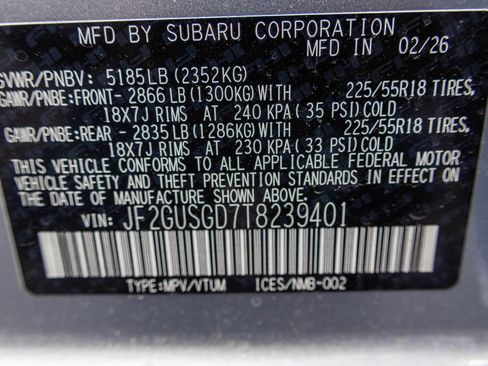 MFD BY SUBARU CORPORATION
MFD IN 02/26
GVWR/PNBV: 5185LB (2352KG)
GAWR/PNBE:FRONT- 2866LB (1300KG)WITH 225/55R18 TIRES,
18X7J RIMS AT 240 KPA (35 PSI)COLD
GAWR/PNBE:REAR - 2835LB (1286KG)WITH 225/55R18 TIRES,
18X7J RIMS AT 230 KPA (33 PSI)COLD
THIS VEHICLE CONFORMS TO ALL APPLICABLE FEDERAL MOTOR
VEHICLE SAFETY AND THEFT PREVENTION STANDARDS IN EFFECT
ON THE DATE OF MANUFACTURE SHOWN ABOVE.
VIN: JF2GUSGD7T8239401
TYPE:MPV/VTUM ICES/NMB-002